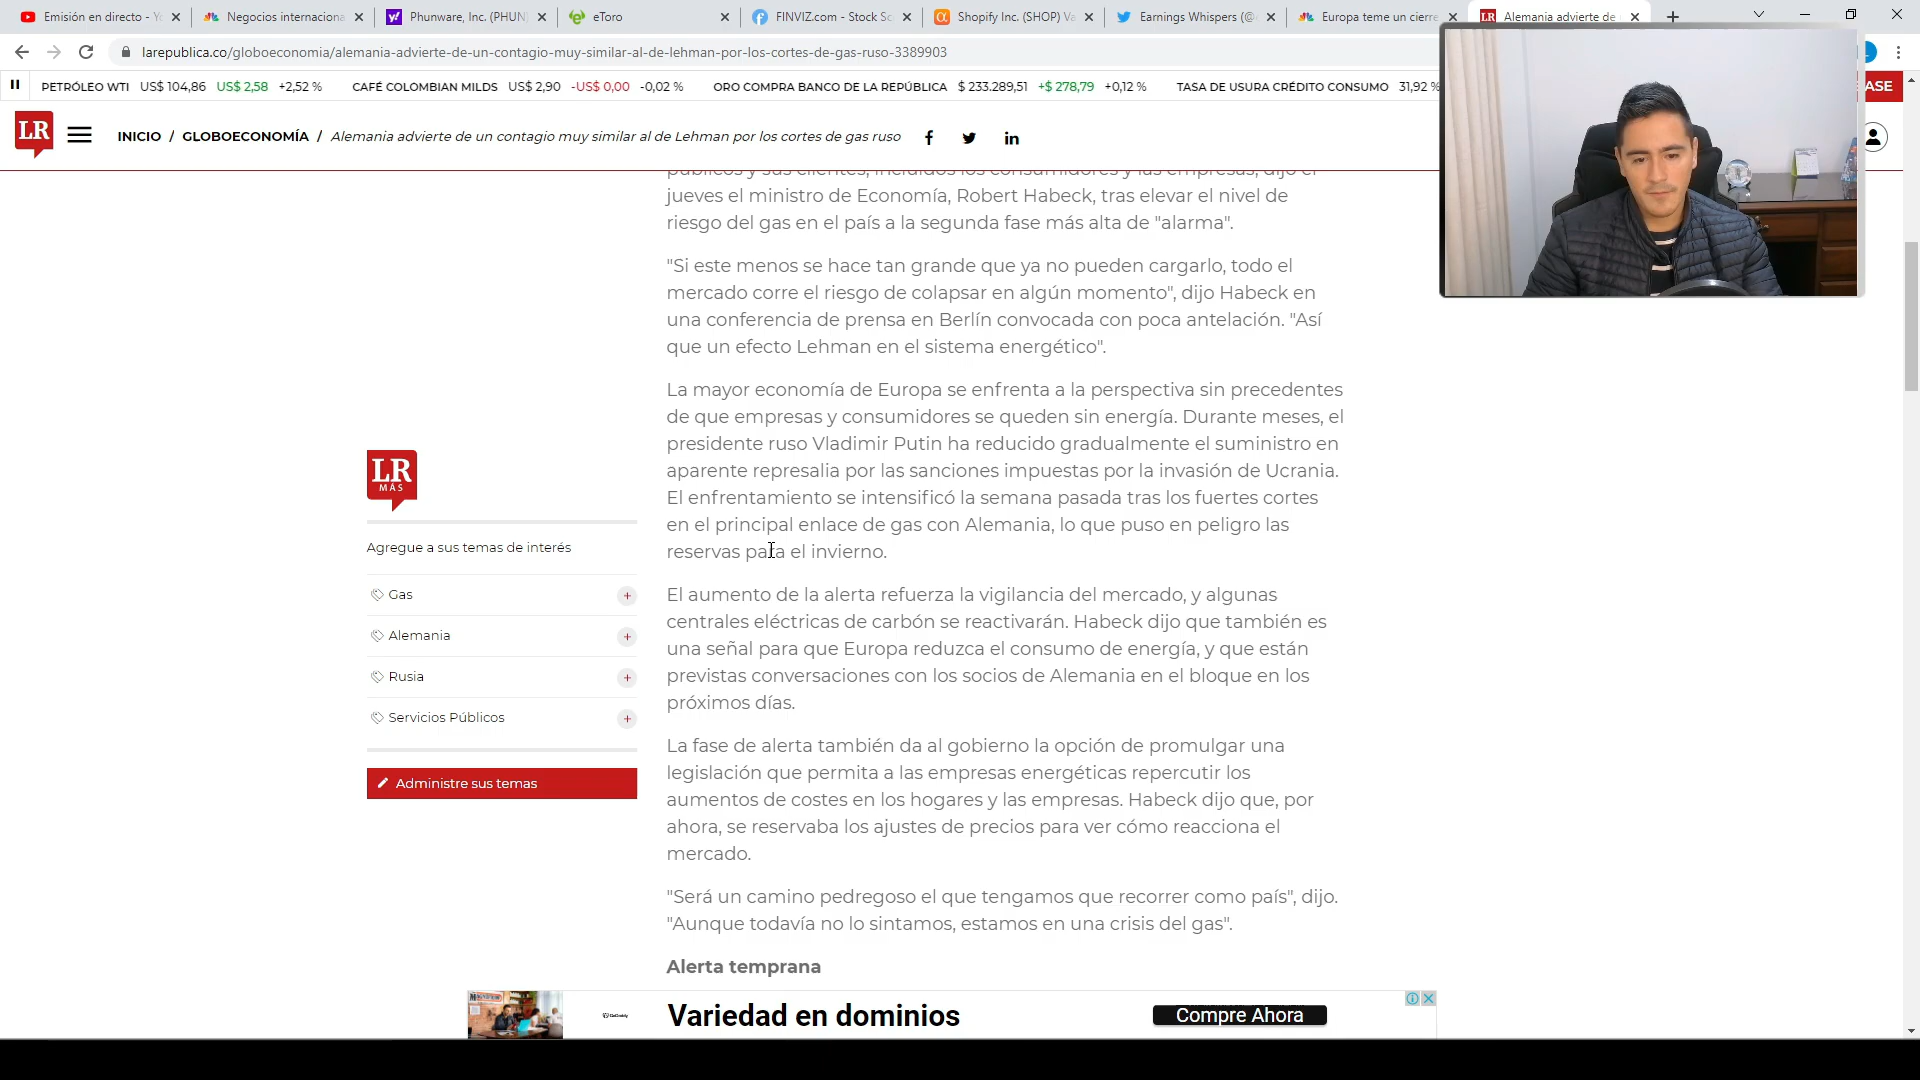 Emisión en directo - Y
Negocios internaciona
Phunware, Inc. (PHUN
eToro
FINVIZ.com - Stock Sc
Shopify Inc. (SHOP) Va
Earnings Whispers (@
Europa teme un cierre
Alemania advierte de
larepublica.co/globoeconomia/alemania-advierte-de-un-contagio-muy-similar-al-de-lehman-por-los-cortes-de-gas-ruso-3389903
PETRÓLEO WTI US$ 104,86 US$ 2,58 +2,52 % CAFÉ COLOMBIAN MILDS US$ 2,90 -US$ 0,00 -0,02 % ORO COMPRA BANCO DE LA REPÚBLICA $ 233.289,51 +$ 278,79 +0,12 % TASA DE USURA CRÉDITO CONSUMO 31,92 %
ASE
LR
INICIO / GLOBOECONOMÍA / Alemania advierte de un contagio muy similar al de Lehman por los cortes de gas ruso
públicos y sus clientes, incluidos los consumidores y las empresas, dijo el
jueves el ministro de Economía, Robert Habeck, tras elevar el nivel de
riesgo del gas en el país a la segunda fase más alta de "alarma".
"Si este menos se hace tan grande que ya no pueden cargarlo, todo el
mercado corre el riesgo de colapsar en algún momento", dijo Habeck en
una conferencia de prensa en Berlín convocada con poca antelación. "Así
que un efecto Lehman en el sistema energético".
La mayor economía de Europa se enfrenta a la perspectiva sin precedentes
de que empresas y consumidores se queden sin energía. Durante meses, el
presidente ruso Vladimir Putin ha reducido gradualmente el suministro en
aparente represalia por las sanciones impuestas por la invasión de Ucrania.
El enfrentamiento se intensificó la semana pasada tras los fuertes cortes
en el principal enlace de gas con Alemania, lo que puso en peligro las
reservas para el invierno.
LR
MÁS
Agregue a sus temas de interés
Gas +
Alemania +
Rusia +
Servicios Públicos +
Administre sus temas
El aumento de la alerta refuerza la vigilancia del mercado, y algunas
centrales eléctricas de carbón se reactivarán. Habeck dijo que también es
una señal para que Europa reduzca el consumo de energía, y que están
previstas conversaciones con los socios de Alemania en el bloque en los
próximos días.
La fase de alerta también da al gobierno la opción de promulgar una
legislación que permita a las empresas energéticas repercutir los
aumentos de costes en los hogares y las empresas. Habeck dijo que, por
ahora, se reservaba los ajustes de precios para ver cómo reacciona el
mercado.
"Será un camino pedregoso el que tengamos que recorrer como país", dijo.
"Aunque todavía no lo sintamos, estamos en una crisis del gas".
Alerta temprana
GoDaddy
Variedad en dominios
Compre Ahora